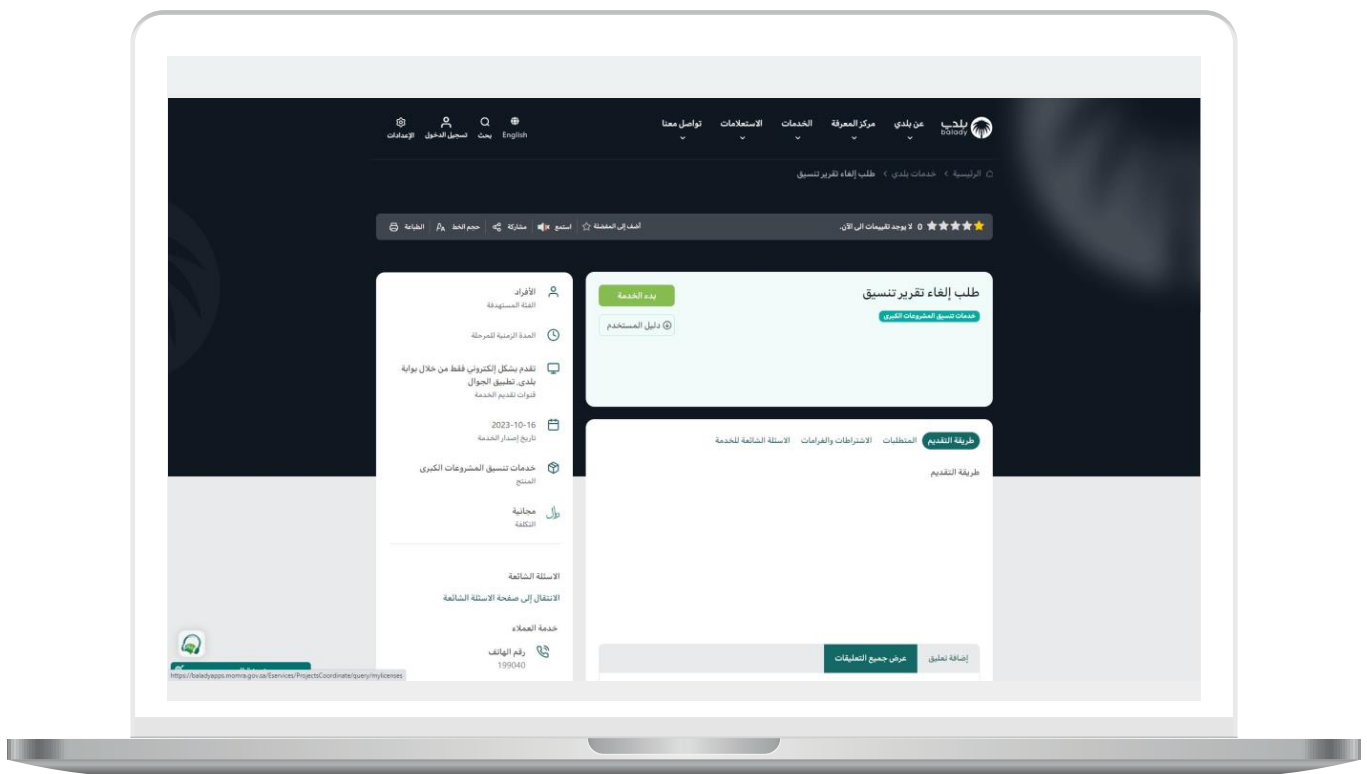 بلدي
balady
عن بلدي
مركز المعرفة
الخدمات
الاستعلامات
تواصل معنا
English
بحث
تسجيل الدخول
الإعدادات
الرئيسية › خدمات بلدي › طلب إلغاء تقرير تنسيق
0 لا يوجد تقييمات الى الآن.
أضف إلى المفضلة
استمع
مشاركة
حجم الخط
الطباعة
طلب إلغاء تقرير تنسيق
خدمات تنسيق المشروعات الكبرى
بدء الخدمة
دليل المستخدم
طريقة التقديم
المتطلبات
الاشتراطات والغرامات
الاسئلة الشائعة للخدمة
طريقة التقديم
إضافة تعليق
عرض جميع التعليقات
الأفراد
الفئة المستهدفة
المدة الزمنية للمرحلة
تقدم بشكل إلكتروني فقط من خلال بوابة
بلدي, تطبيق الجوال
قنوات تقديم الخدمة
2023-10-16
تاريخ إصدار الخدمة
خدمات تنسيق المشروعات الكبرى
المنتج
مجانية
التكلفة
الاسئلة الشائعة
الانتقال إلى صفحة الاسئلة الشائعة
خدمة العملاء
رقم الهاتف
199040
https://baladyapps.momra.gov.sa/Eservices/ProjectsCoordinate/query/mylicenses